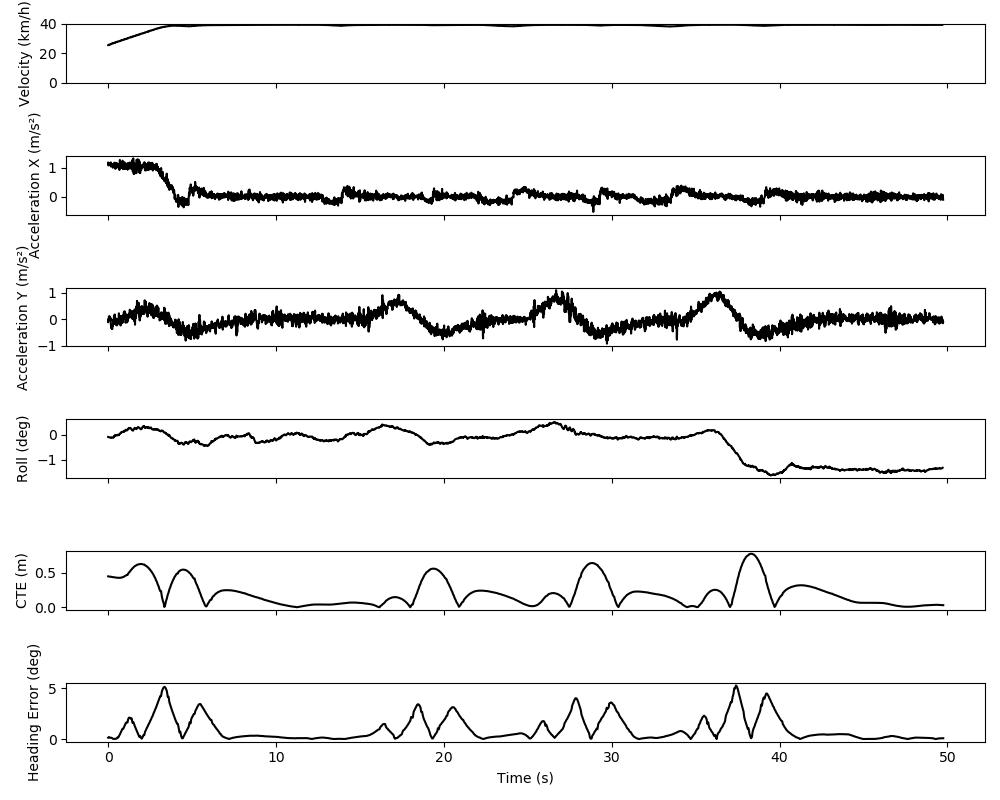 Velocity (km/h)
40
20
0
Acceleration X (m/s²)
1
0
Acceleration Y (m/s²)
1
0
−1
Roll (deg)
0
−1
CTE (m)
0.5
0.0
Heading Error (deg)
5
0
0 10 20 30 40 50
Time (s)